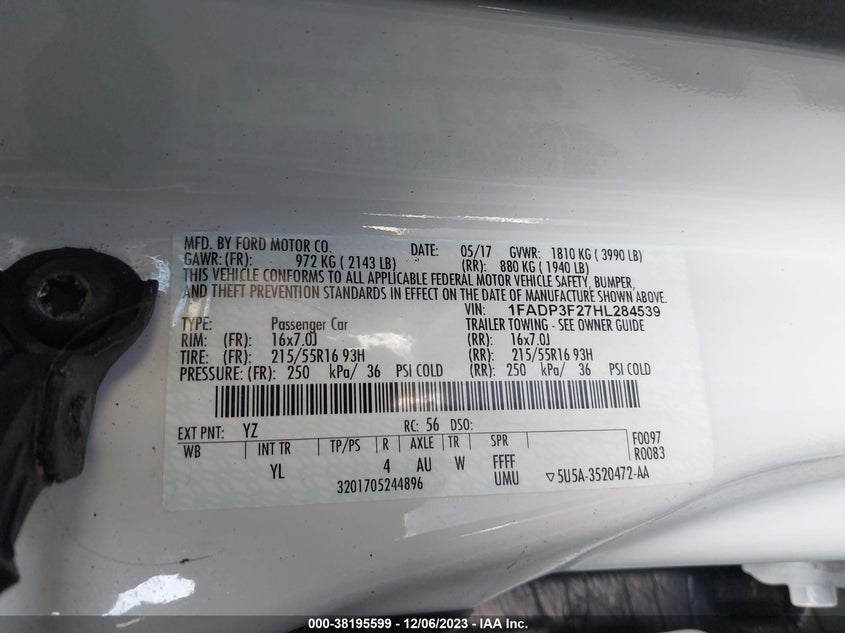 MFD. BY FORD MOTOR CO. DATE: 05/17 GVWR: 1810 KG ( 3990 LB)
GAWR: (FR): 972 KG ( 2143 LB) (RR): 880 KG ( 1940 LB)
THIS VEHICLE CONFORMS TO ALL APPLICABLE FEDERAL MOTOR VEHICLE SAFETY, BUMPER,
AND THEFT PREVENTION STANDARDS IN EFFECT ON THE DATE OF MANUFACTURE SHOWN ABOVE.
VIN: 1FADP3F27HL284539
TYPE: Passenger Car TRAILER TOWING - SEE OWNER GUIDE
RIM: (FR): 16x7.0J (RR): 16x7.0J
TIRE: (FR): 215/55R16 93H (RR): 215/55R16 93H
PRESSURE: (FR): 250 kPa/ 36 PSI COLD (RR): 250 kPa/ 36 PSI COLD
EXT PNT: YZ RC: 56 DSO: F0097
WB INT TR TP/PS R AXLE TR SPR R0083
YL 4 AU W FFFF
3201705244896 UMU ▽5U5A-3520472-AA
000-38195599 - 12/06/2023 - IAA Inc.